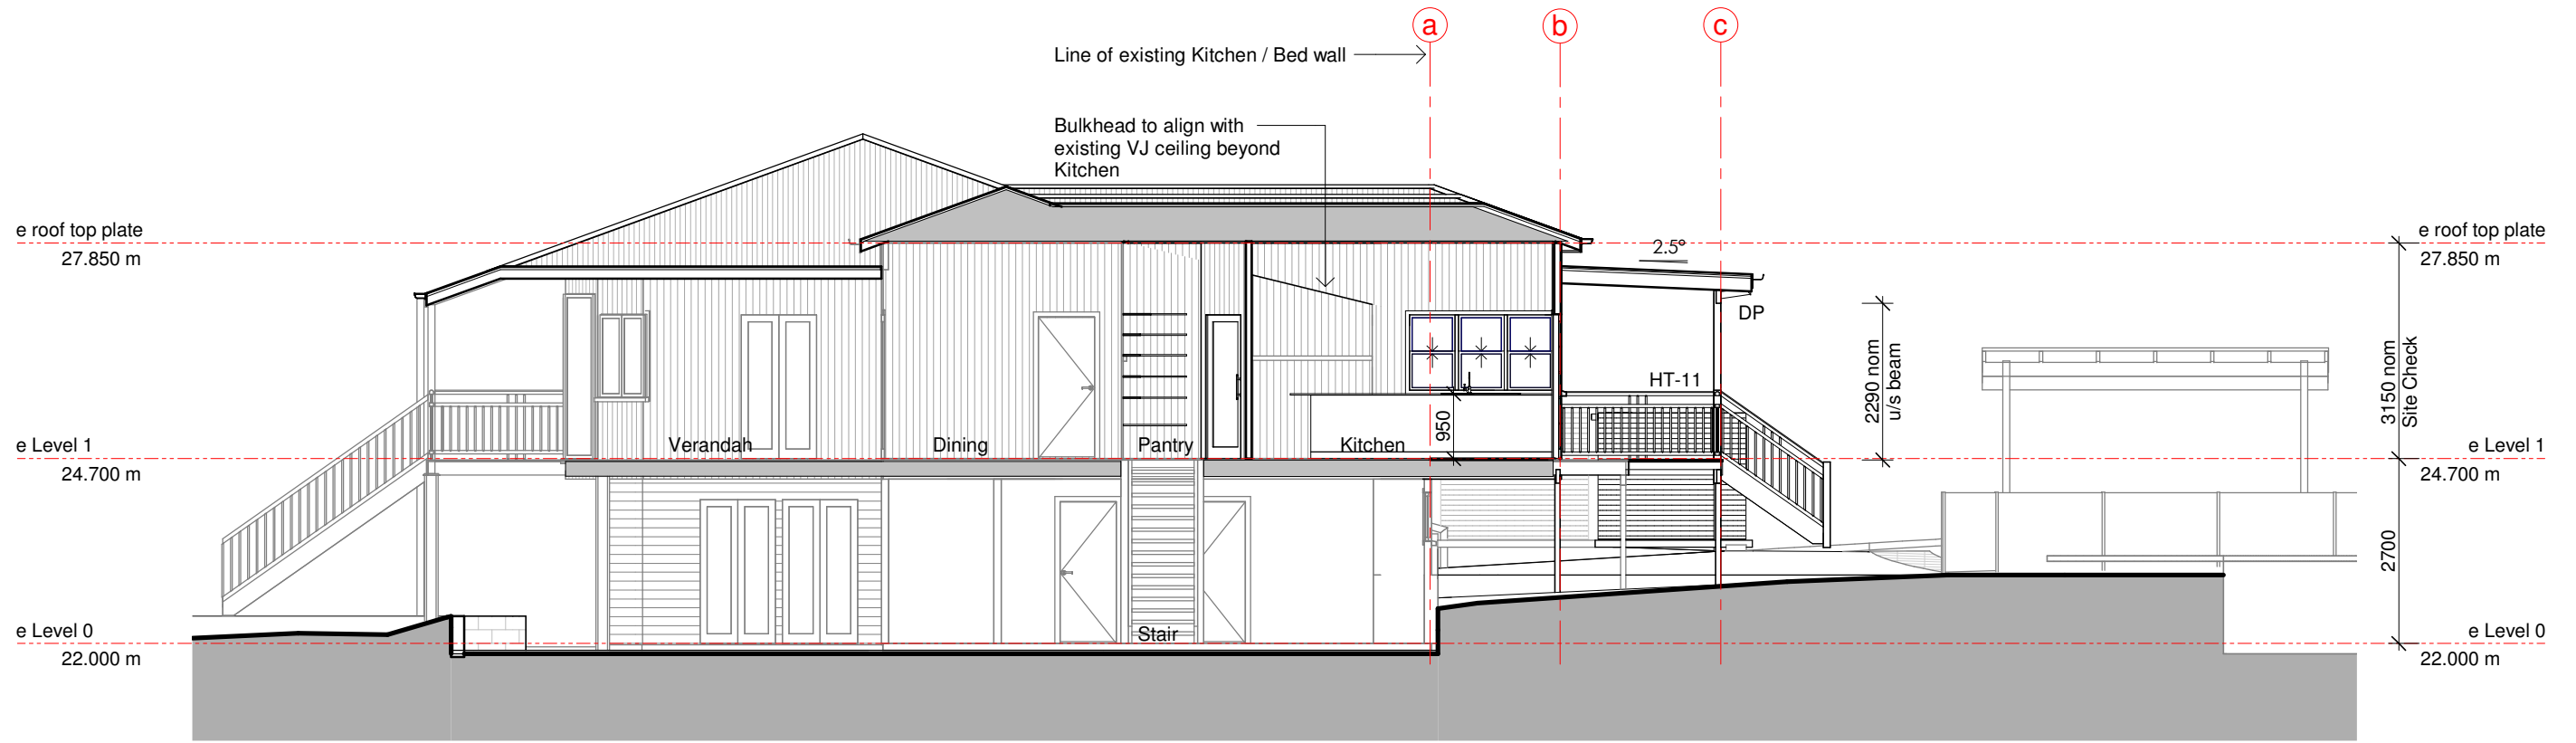 a
b
c
Line of existing Kitchen / Bed wall
Bulkhead to align with
existing VJ ceiling beyond
Kitchen
e roof top plate
27.850 m
e roof top plate
27.850 m
2.5°
DP
HT-11
2290 nom
u/s beam
3150 nom
Site Check
950
Verandah
Dining
Pantry
Kitchen
e Level 1
24.700 m
e Level 1
24.700 m
2700
Stair
e Level 0
22.000 m
e Level 0
22.000 m